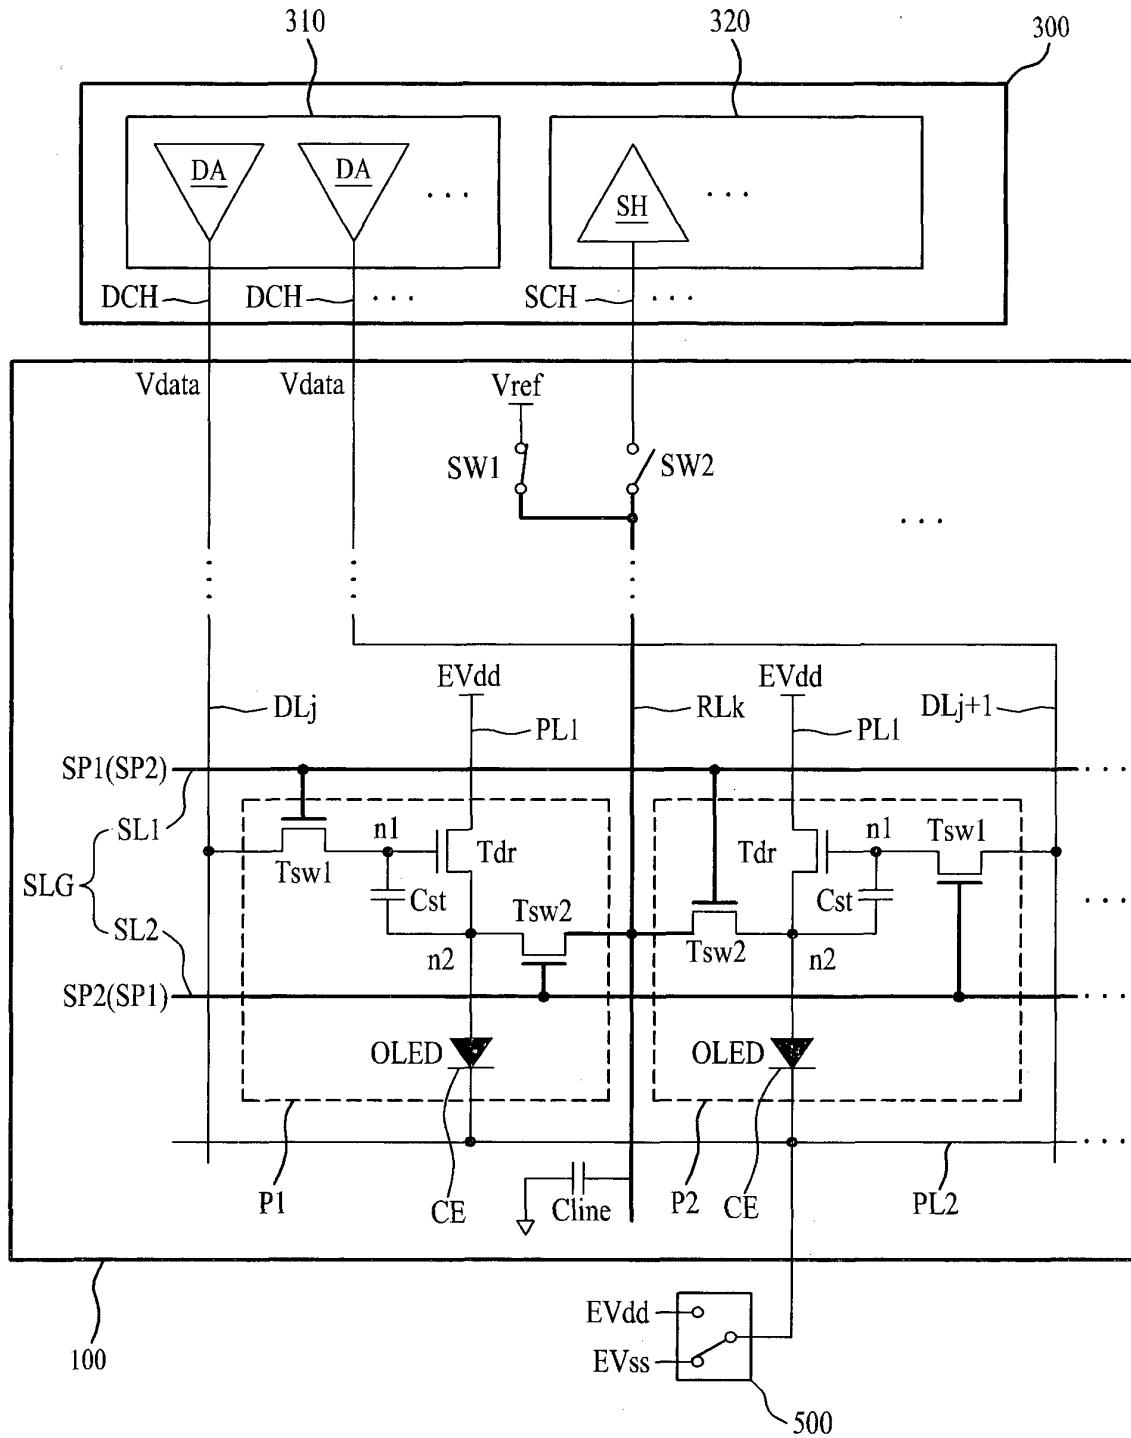 310
320
300
DA
DA
. . .
SH
. . .
DCH
DCH
. . .
SCH
. . .
Vdata
Vdata
Vref
SW1
SW2
. . .
EVdd
EVdd
DLj
PL1
RLk
PL1
DLj+1
SP1(SP2)
. . .
SL1
n1
n1
Tsw1
Tsw1
Tdr
Tdr
SLG
Cst
Tsw2
Cst
. . .
SL2
n2
Tsw2
n2
SP2(SP1)
. . .
OLED
OLED
. . .
P1
CE
Cline
P2
CE
PL2
EVdd
100
EVss
500